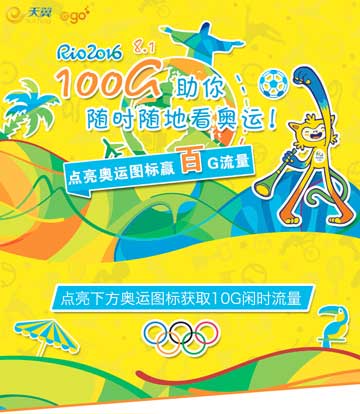 天翼 ego
Rio2016 8.1
100G 助你
随时随地看奥运！
点亮奥运图标赢 百 G流量
点亮下方奥运图标获取10G闲时流量